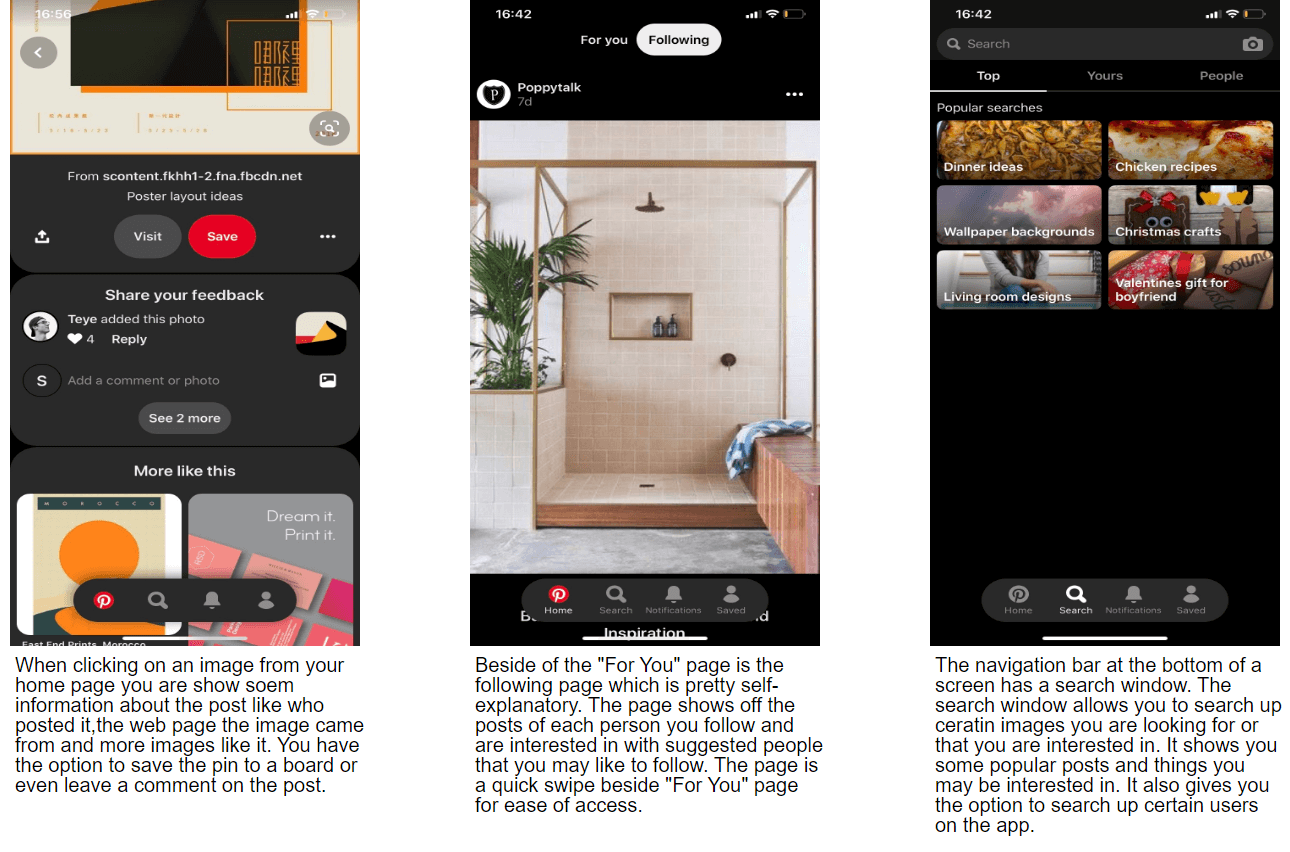 16:56
From scontent.fkhh1-2.fna.fbcdn.net
Poster layout ideas
Visit
Save
Share your feedback
Teye added this photo
4 Reply
S
Add a comment or photo
See 2 more
More like this
MOROCCO
Dream it.
Print it.
East End Prints, Morocco
When clicking on an image from your
home page you are show soem
information about the post like who
posted it,the web page the image came
from and more images like it. You have
the option to save the pin to a board or
even leave a comment on the post.
16:42
For you
Following
P
Poppytalk
7d
Home
Search
Notifications
Saved
Inspiration
Beside of the "For You" page is the
following page which is pretty self-
explanatory. The page shows off the
posts of each person you follow and
are interested in with suggested people
that you may like to follow. The page is
a quick swipe beside "For You" page
for ease of access.
16:42
Search
Top
Yours
People
Popular searches
Dinner ideas
Chicken recipes
Wallpaper backgrounds
Christmas crafts
Living room designs
Valentines gift for
boyfriend
Home
Search
Notifications
Saved
The navigation bar at the bottom of a
screen has a search window. The
search window allows you to search up
ceratin images you are looking for or
that you are interested in. It shows you
some popular posts and things you
may be interested in. It also gives you
the option to search up certain users
on the app.